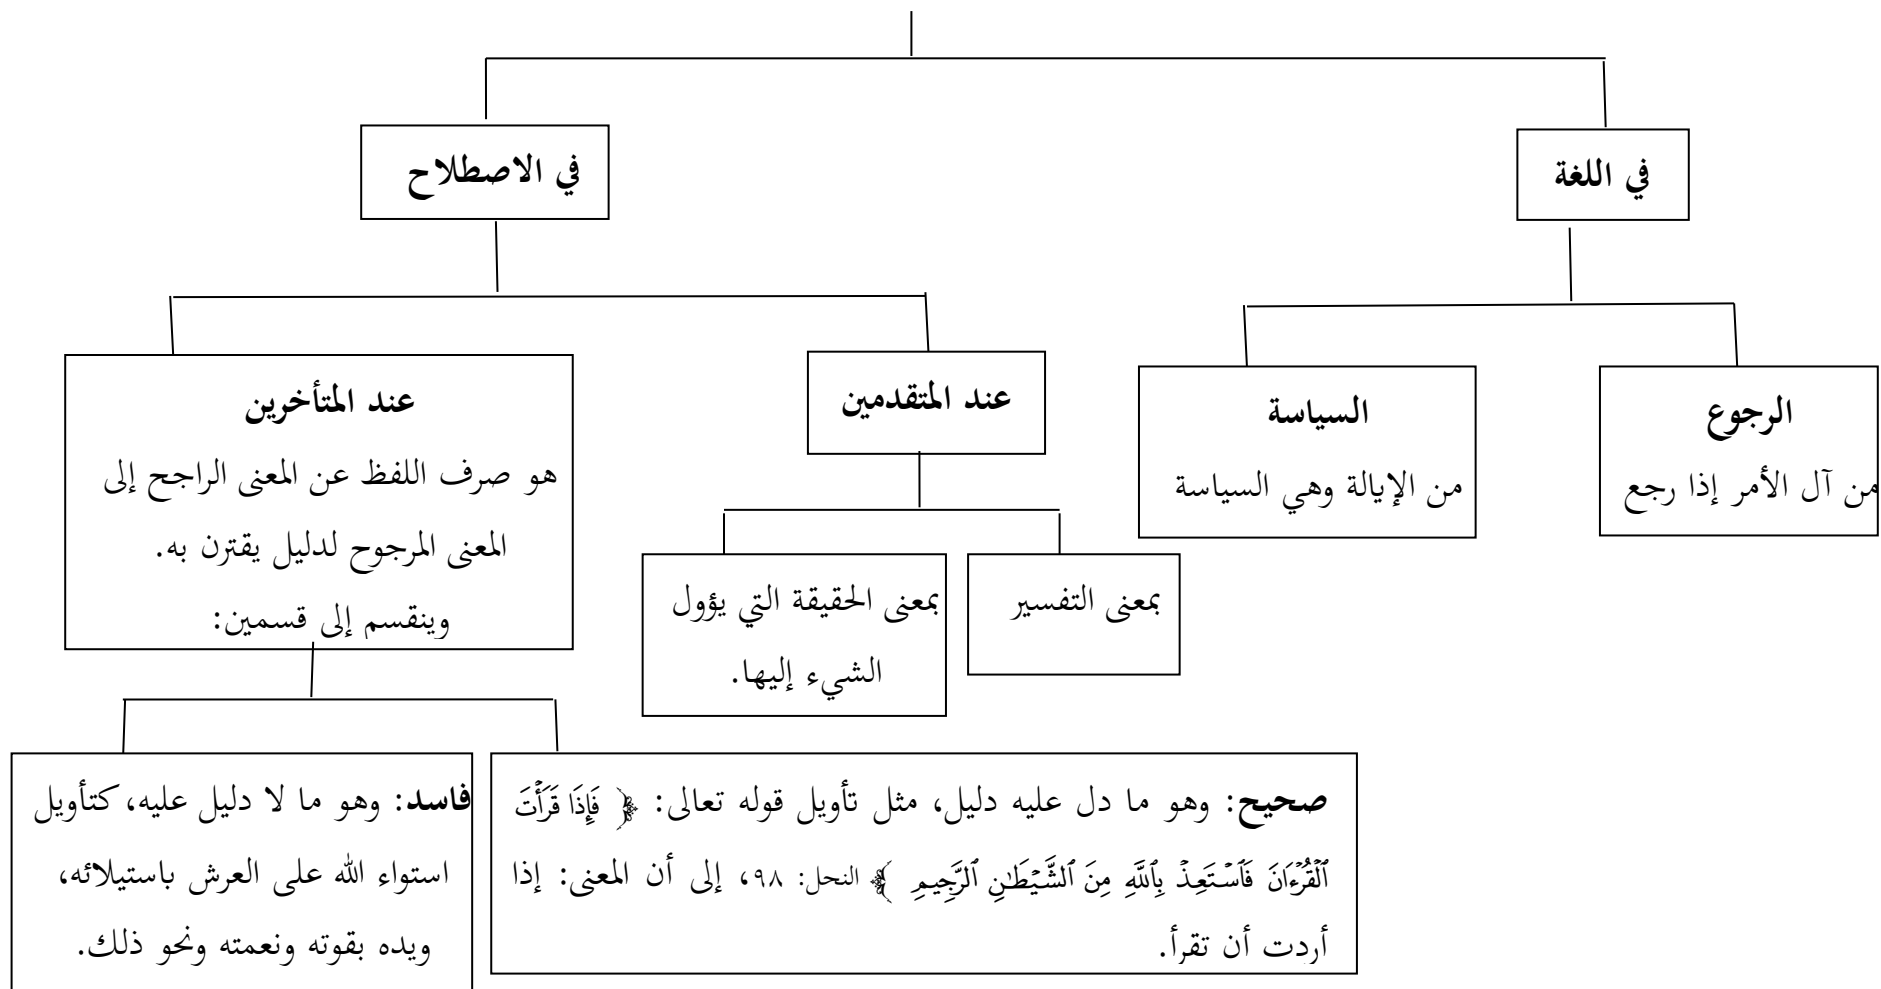 في اللغة
في الاصطلاح
الرجوع
من آل الأمر إذا رجع
السياسة
من الإيالة وهي السياسة
عند المتقدمين
عند المتأخرين
هو صرف اللفظ عن المعنى الراجح إلى
المعنى المرجوح لدليل يقترن به.
وينقسم إلى قسمين:
بمعنى التفسير
بمعنى الحقيقة التي يؤول
الشيء إليها.
صحيح: وهو ما دل عليه دليل، مثل تأويل قوله تعالى: ﴿ فَإِذَا قَرَأۡتَ
ٱلۡقُرۡءَانَ فَٱسۡتَعِذۡ بِٱللَّهِ مِنَ ٱلشَّيۡطَٰنِ ٱلرَّجِيمِ ﴾ النحل: ٩٨، إلى أن المعنى: إذا
أردت أن تقرأ.
فاسد: وهو ما لا دليل عليه، كتأويل
استواء الله على العرش باستيلائه،
ويده بقوته ونعمته ونحو ذلك.